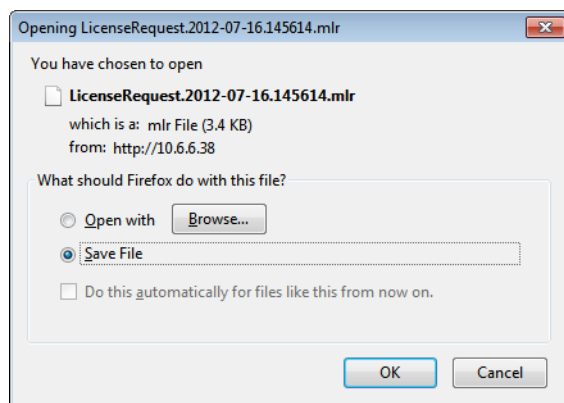 Opening LicenseRequest.2012-07-16.145614.mlr
You have chosen to open
LicenseRequest.2012-07-16.145614.mlr
which is a: mlr File (3.4 KB)
from: http://10.6.6.38
What should Firefox do with this file?
Open with Browse...
Save File
Do this automatically for files like this from now on.
OK Cancel